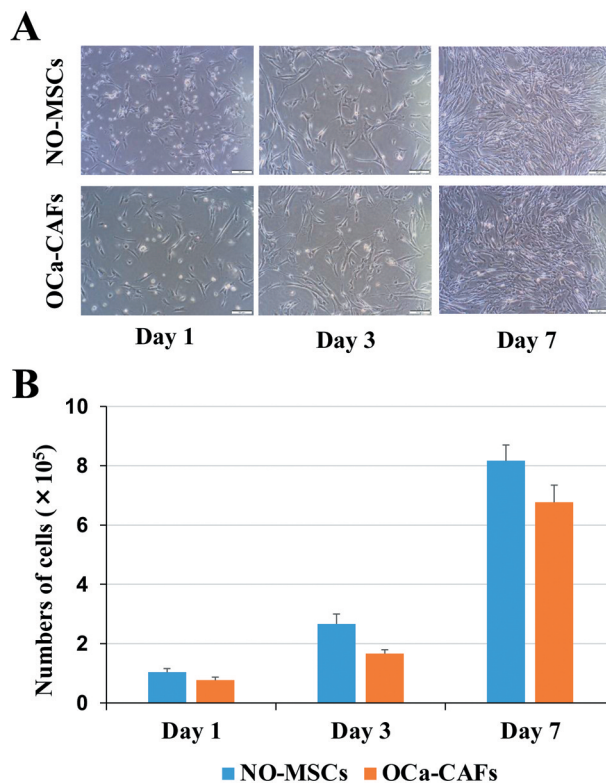 A
NO-MSCs
OCa-CAFs
Day 1
Day 3
Day 7
B
Numbers of cells ( × 10⁵)
10
8
6
4
2
0
Day 1
Day 3
Day 7
NO-MSCs
OCa-CAFs